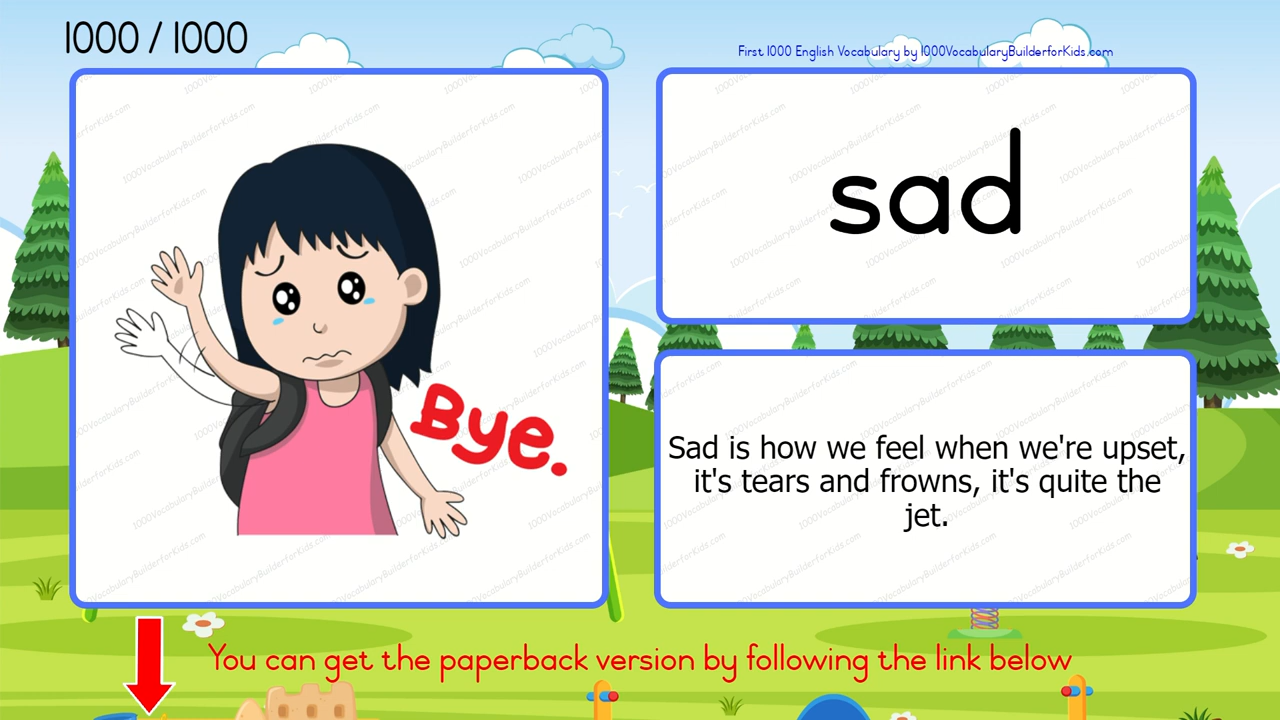 1000 / 1000
First 1000 English Vocabulary by 1000VocabularyBuilderforKids.com
sad
Bye.
Sad is how we feel when we're upset,
it's tears and frowns, it's quite the
jet.
You can get the paperback version by following the link below
1000VocabularyBuilderforKids.com